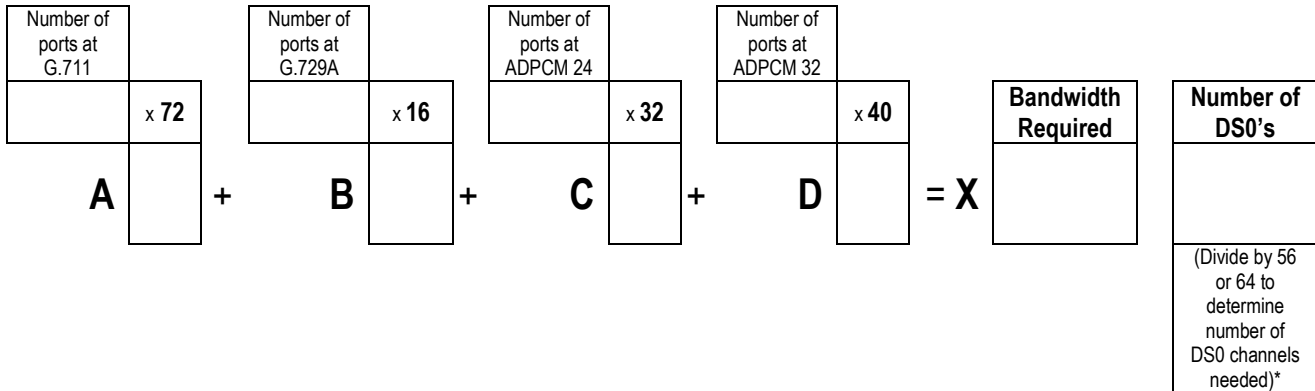 Number of
ports at
G.711
Number of
ports at
G.729A
Number of
ports at
ADPCM 24
Number of
ports at
ADPCM 32
x 72
x 16
x 32
x 40
Bandwidth
Required
Number of
DS0's
A + B + C + D = X
(Divide by 56
or 64 to
determine
number of
DS0 channels
needed)*